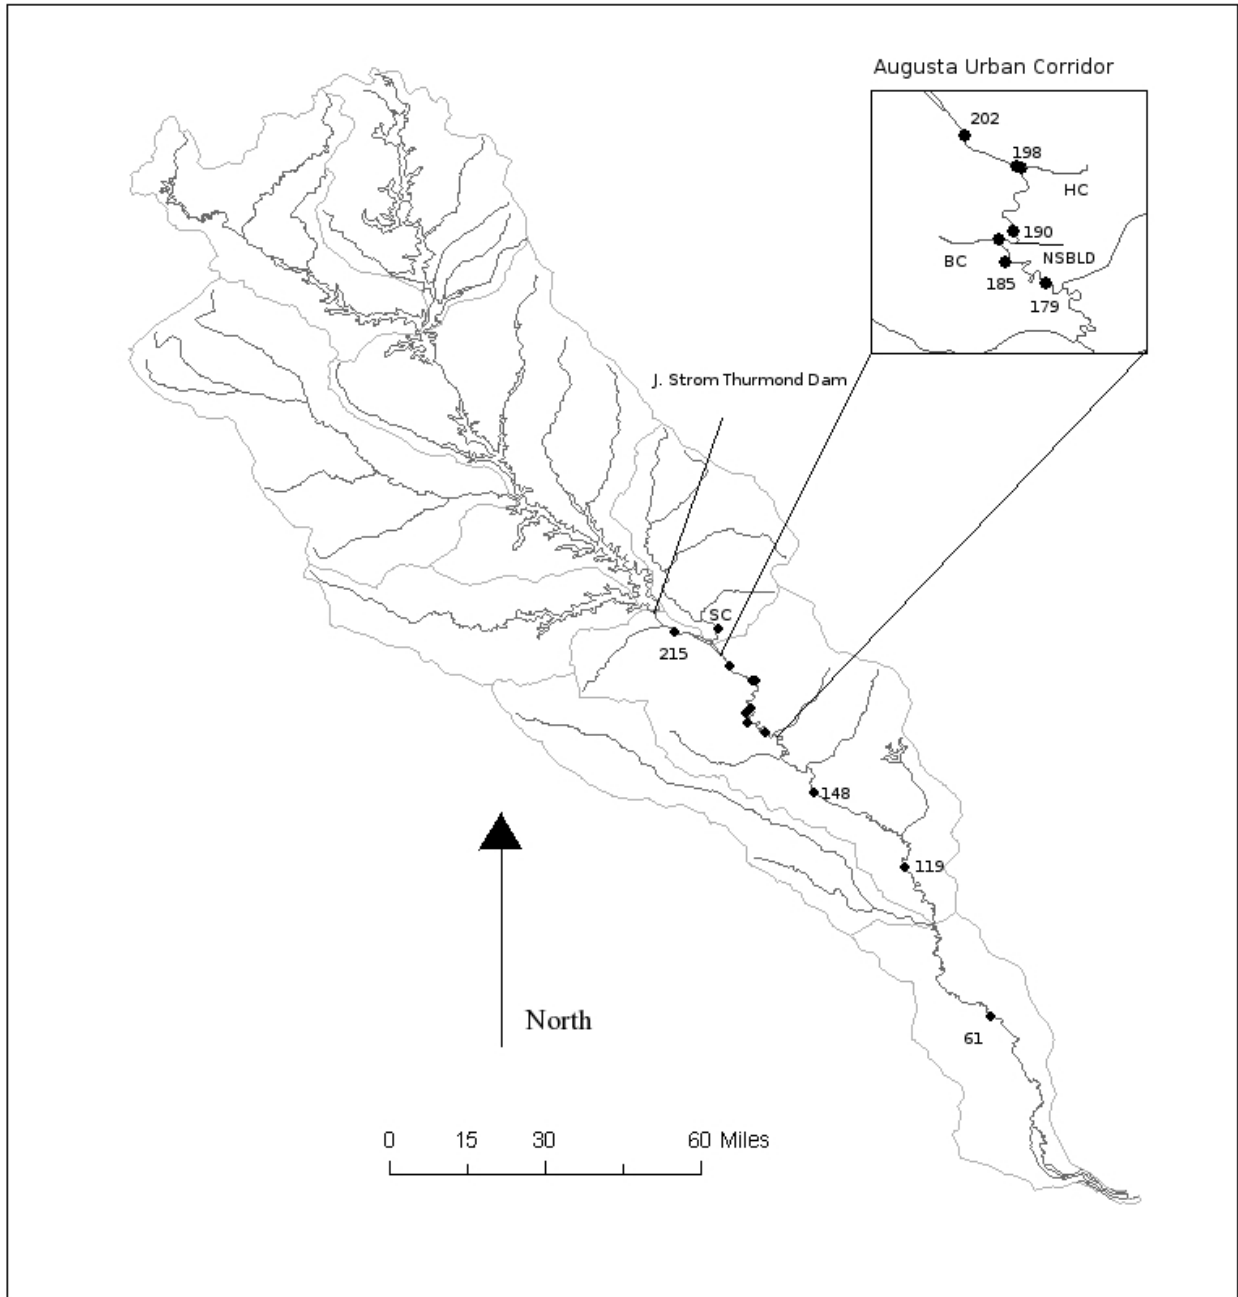 Augusta Urban Corridor
202
198
HC
190
BC
NSBLD
185
179
J. Strom Thurmond Dam
SC
215
148
119
61
North
0 15 30 60 Miles